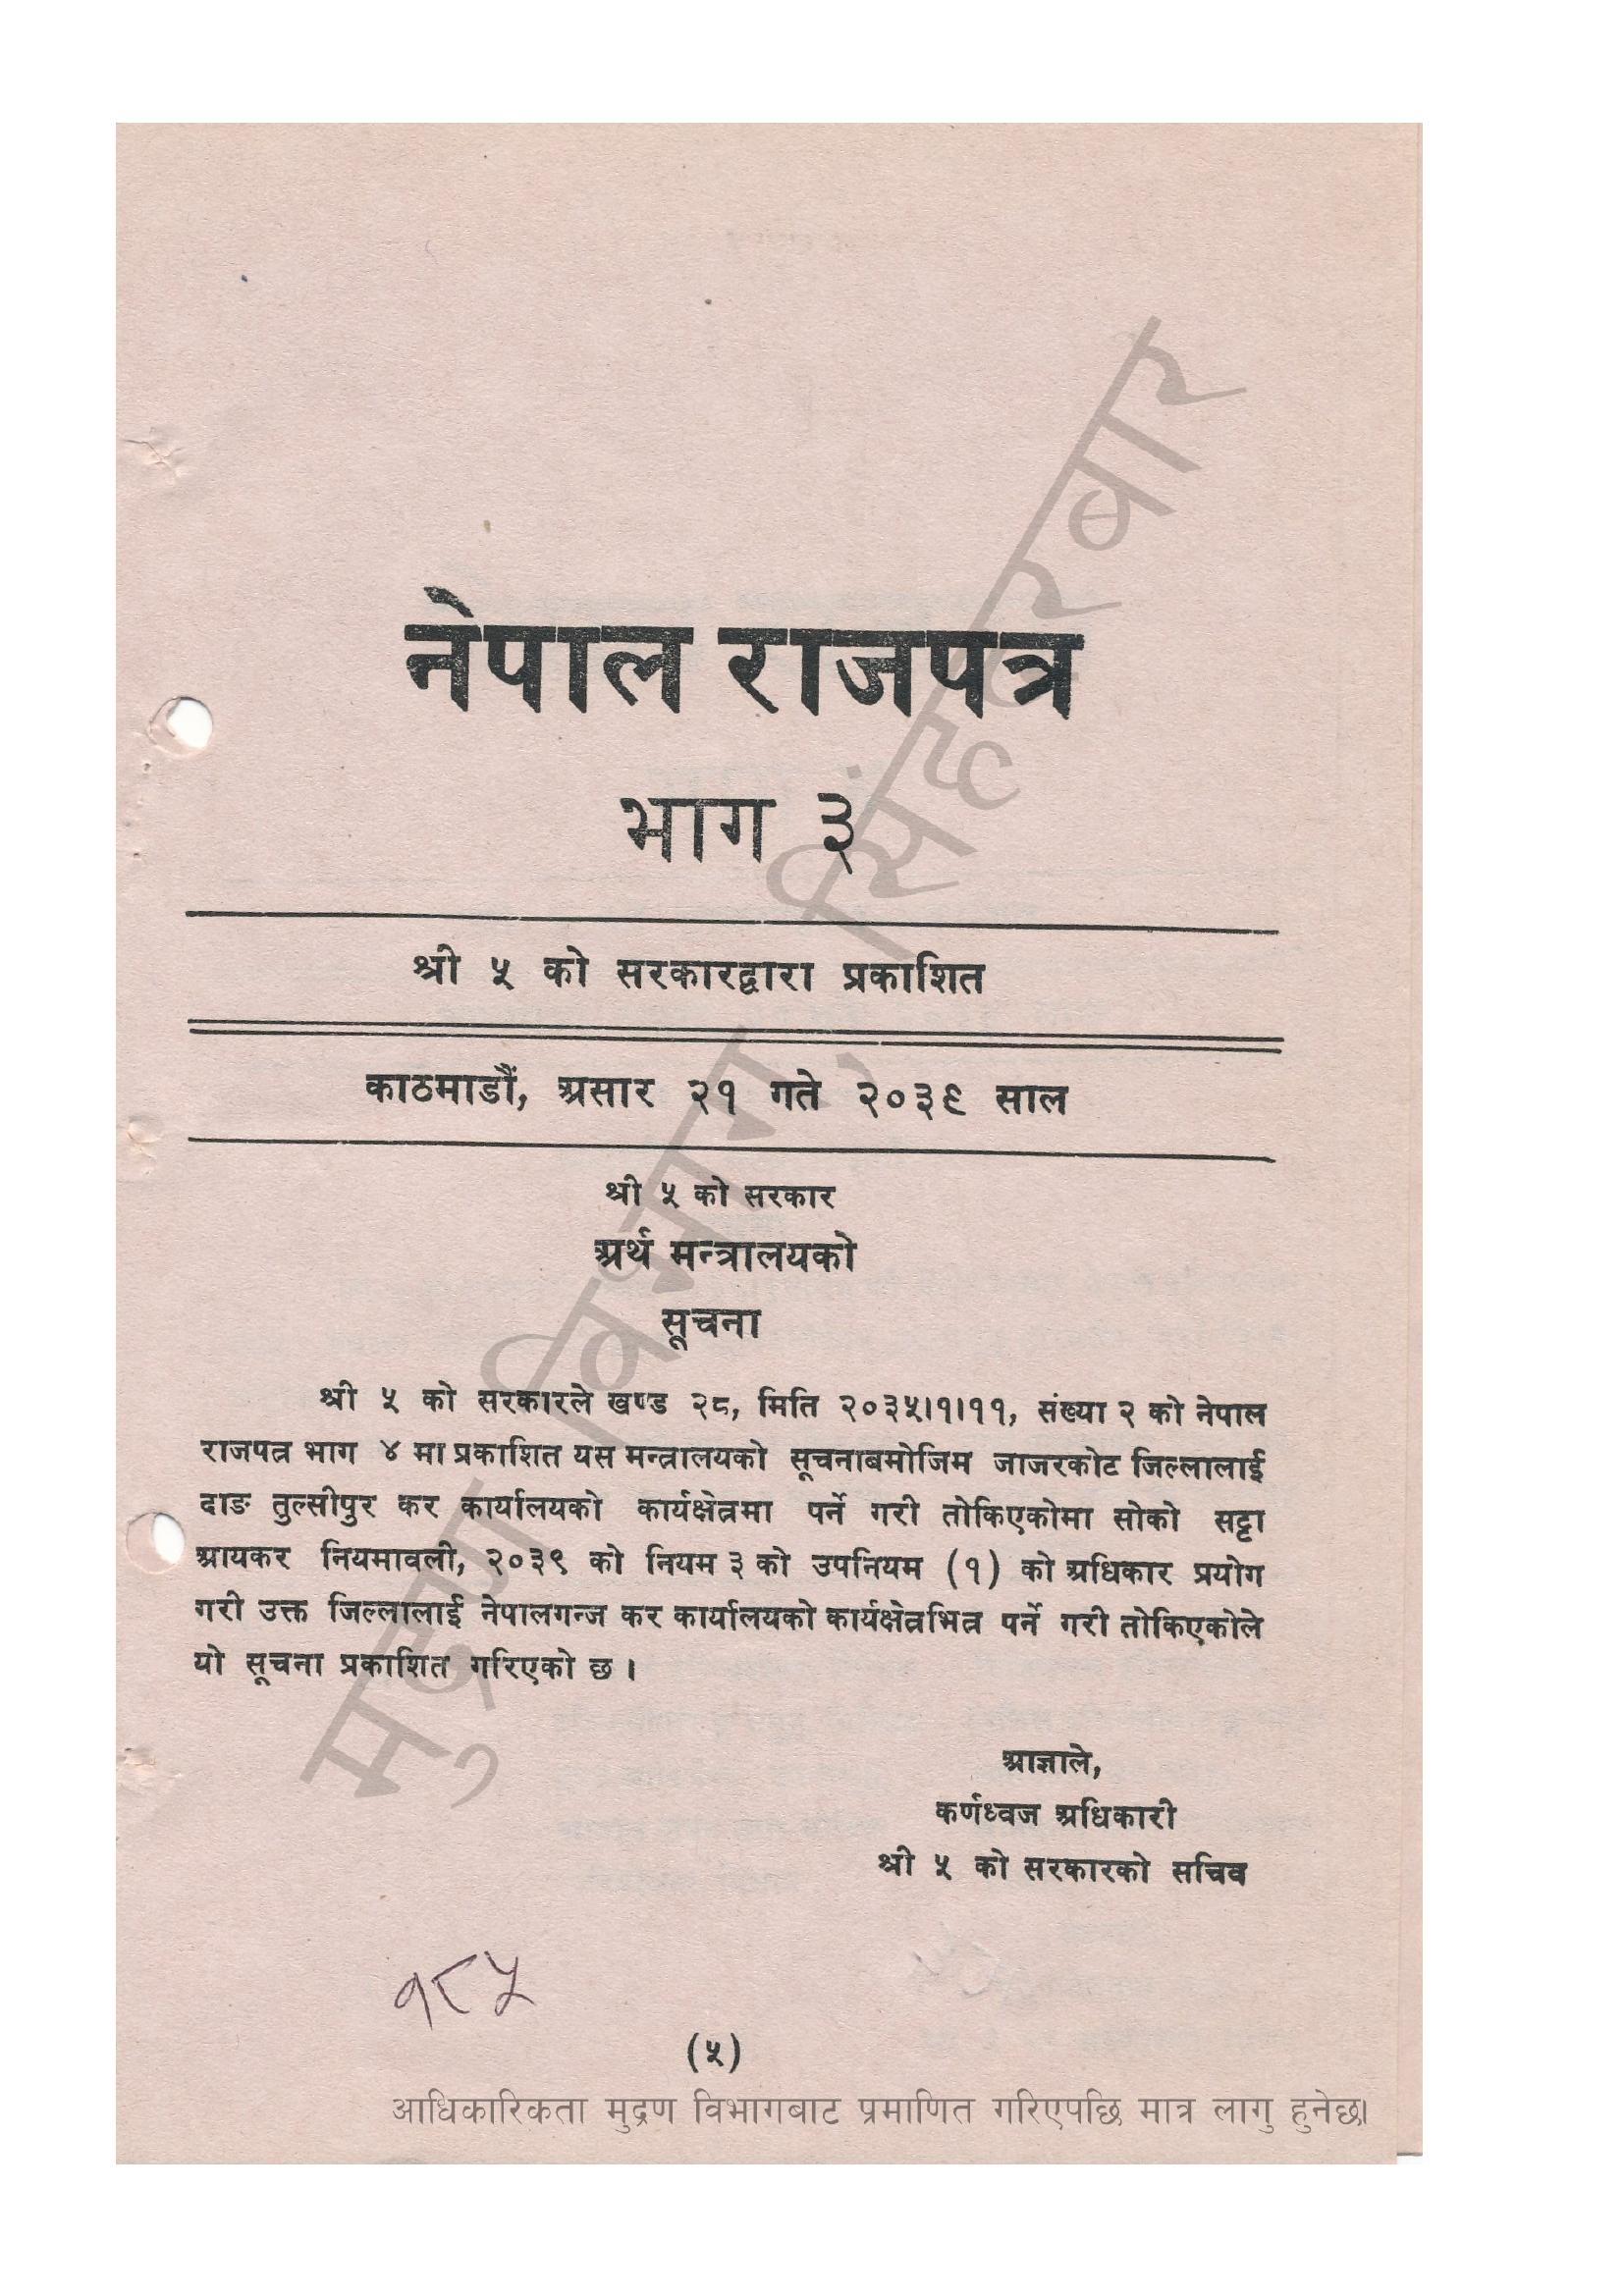 नेपाल राजपत्र
भाग ३
श्री ५ को सरकारद्वारा प्रकाशित
काठमाडौं, असार २१ गते २०३९ साल
श्री ५ को सरकार
अर्थ मन्त्रालयको
सूचना
श्री ५ को सरकारले खण्ड २८, मिति २०३५।१।११, संख्या २ को नेपाल
राजपत्र भाग ४ मा प्रकाशित यस मन्त्रालयको सूचनाबमोजिम जाजरकोट जिल्लालाई
दाङ तुल्सीपुर कर कार्यालयको कार्यक्षेत्रमा पर्ने गरी तोकिएकोमा सोको सट्टा
आयकर नियमावली, २०३९ को नियम ३ को उपनियम (१) को अधिकार प्रयोग
गरी उक्त जिल्लालाई नेपालगन्ज कर कार्यालयको कार्यक्षेत्रभित्र पर्ने गरी तोकिएकोले
यो सूचना प्रकाशित गरिएको छ ।
आज्ञाले,
कर्णध्वज अधिकारी
श्री ५ को सरकारको सचिव
१८५
(५)
आधिकारिकता मुद्रण विभागबाट प्रमाणित गरिएपछि मात्र लागु हुनेछ।
मुद्रण विभाग, सिंहदरबार